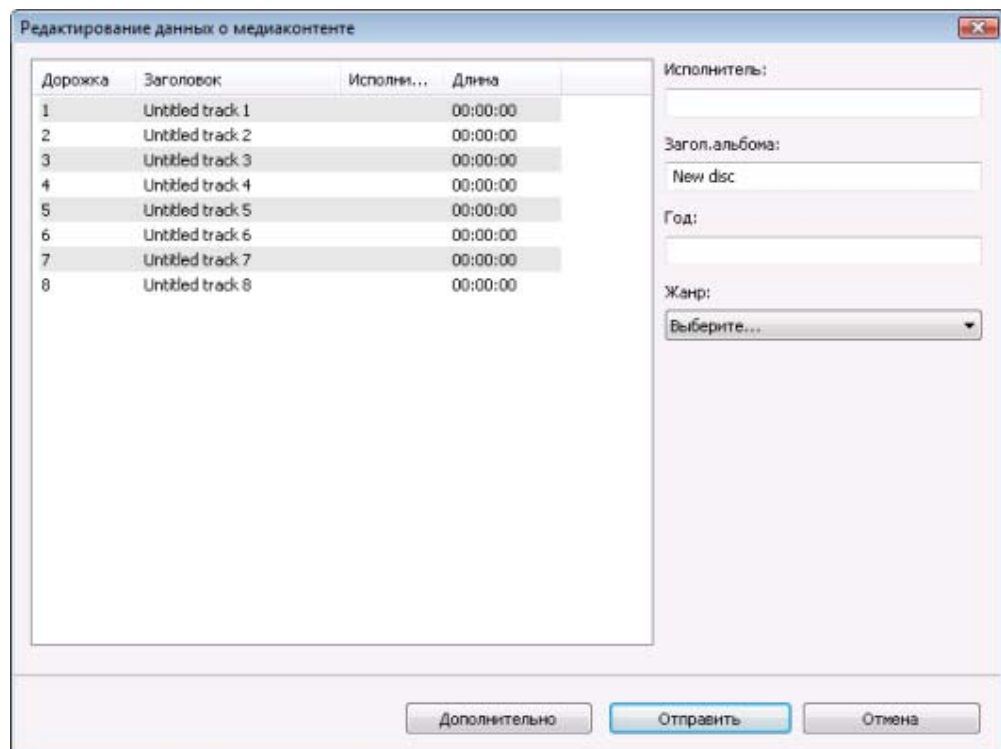 Редактирование данных о медиаконтенте
Дорожка Заголовок Исполни... Длина
1 Untitled track 1 00:00:00
2 Untitled track 2 00:00:00
3 Untitled track 3 00:00:00
4 Untitled track 4 00:00:00
5 Untitled track 5 00:00:00
6 Untitled track 6 00:00:00
7 Untitled track 7 00:00:00
8 Untitled track 8 00:00:00
Исполнитель:
Загол.альбома:
New disc
Год:
Жанр:
Выберите...
Дополнительно Отправить Отмена